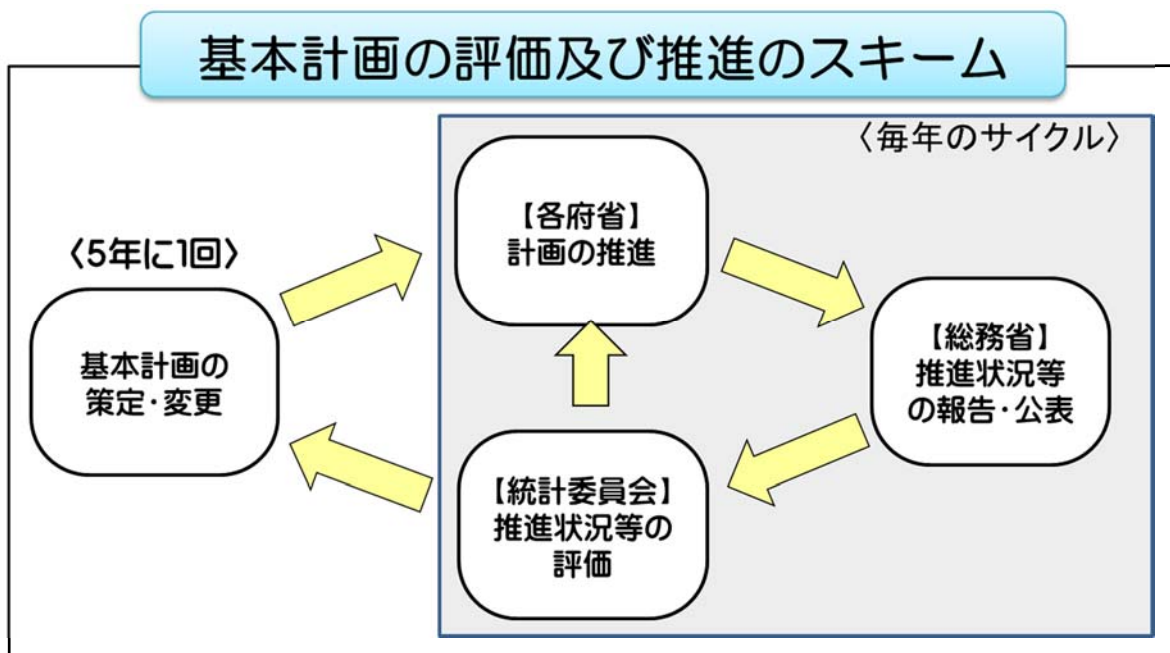 基本計画の評価及び推進のスキーム
〈毎年のサイクル〉
【各府省】
計画の推進
〈5年に1回〉
基本計画の
策定・変更
【総務省】
推進状況等
の報告・公表
【統計委員会】
推進状況等の
評価